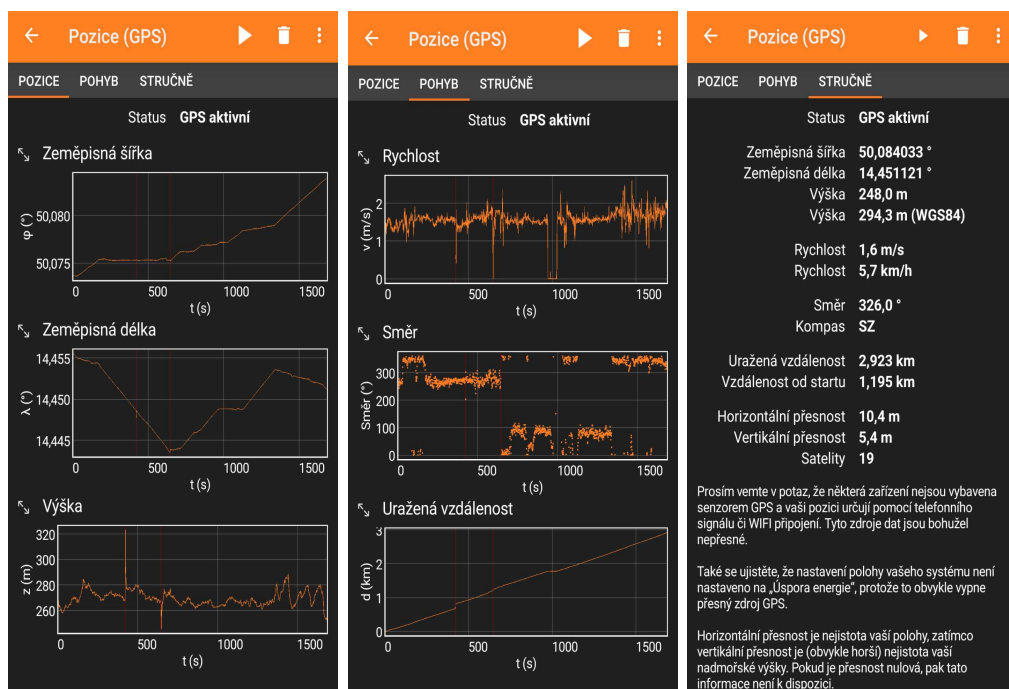 Pozice (GPS)
POZICE POHYB STRUČNĚ
Status GPS aktivní
Zeměpisná šířka
50,080
50,075
φ (°)
0 500 1000 1500
t (s)
Zeměpisná délka
14,455
14,450
14,445
λ (°)
0 500 1000 1500
t (s)
Výška
320
300
280
260
z (m)
0 500 1000 1500
t (s)
Pozice (GPS)
POZICE POHYB STRUČNĚ
Status GPS aktivní
Rychlost
2
1
0
v (m/s)
0 500 1000 1500
t (s)
Směr
300
200
100
0
Směr (°)
0 500 1000 1500
t (s)
Uražená vzdálenost
3
2
1
0
d (km)
0 500 1000 1500
t (s)
Pozice (GPS)
POZICE POHYB STRUČNĚ
Status GPS aktivní
Zeměpisná šířka 50,084033 °
Zeměpisná délka 14,451121 °
Výška 248,0 m
Výška 294,3 m (WGS84)
Rychlost 1,6 m/s
Rychlost 5,7 km/h
Směr 326,0 °
Kompas SZ
Uražená vzdálenost 2,923 km
Vzdálenost od startu 1,195 km
Horizontální přesnost 10,4 m
Vertikální přesnost 5,4 m
Satelity 19
Prosím vemte v potaz, že některá zařízení nejsou vybavena
senzorem GPS a vaši pozici určují pomocí telefonního
signálu či WIFI připojení. Tyto zdroje dat jsou bohužel
nepřesné.
Také se ujistěte, že nastavení polohy vašeho systému není
nastaveno na „Úspora energie“, protože to obvykle vypne
přesný zdroj GPS.
Horizontální přesnost je nejistota vaší polohy, zatímco
vertikální přesnost je (obvykle horší) nejistota vaší
nadmořské výšky. Pokud je přesnost nulová, pak tato
informace není k dispozici.